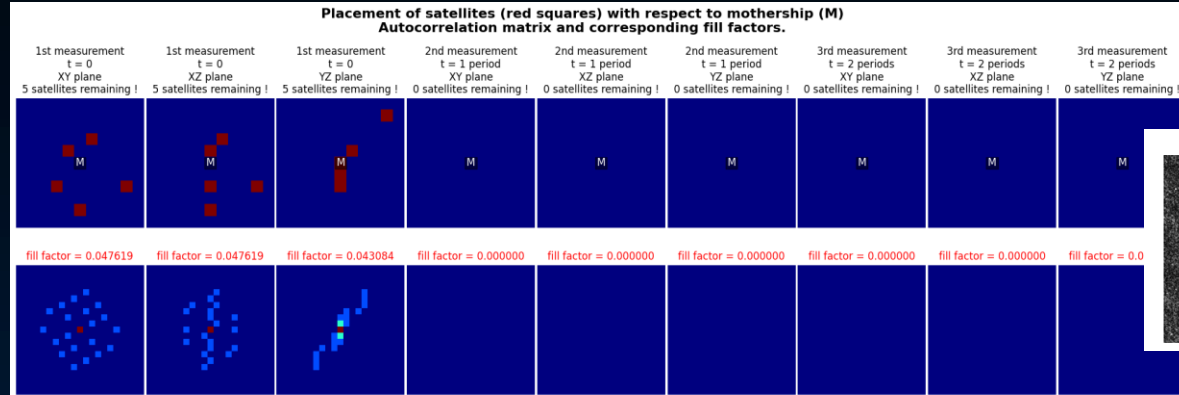 Placement of satellites (red squares) with respect to mothership (M)
Autocorrelation matrix and corresponding fill factors.
1st measurement
t = 0
XY plane
5 satellites remaining !
1st measurement
t = 0
XZ plane
5 satellites remaining !
1st measurement
t = 0
YZ plane
5 satellites remaining !
2nd measurement
t = 1 period
XY plane
0 satellites remaining !
2nd measurement
t = 1 period
XZ plane
0 satellites remaining !
2nd measurement
t = 1 period
YZ plane
0 satellites remaining !
3rd measurement
t = 2 periods
XY plane
0 satellites remaining !
3rd measurement
t = 2 periods
XZ plane
0 satellites remaining !
3rd measurement
t = 2 periods
YZ plane
0 satellites remaining !
M
M
M
M
M
M
M
M
M
fill factor = 0.047619
fill factor = 0.047619
fill factor = 0.043084
fill factor = 0.000000
fill factor = 0.000000
fill factor = 0.000000
fill factor = 0.000000
fill factor = 0.000000
fill factor = 0.0